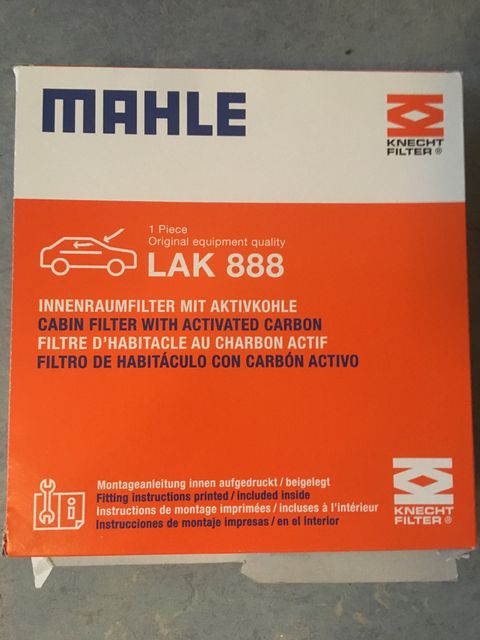 MAHLE
KNECHT
FILTER®
1 Piece
Original equipment quality
LAK 888
INNENRAUMFILTER MIT AKTIVKOHLE
CABIN FILTER WITH ACTIVATED CARBON
FILTRE D'HABITACLE AU CHARBON ACTIF
FILTRO DE HABITÁCULO CON CARBÓN ACTIVO
Montageanleitung innen aufgedruckt / beigelegt
Fitting instructions printed / included inside
Instructions de montage imprimées / incluses à l'intérieur
Instrucciones de montaje impresas / en el interior
KNECHT
FILTER®